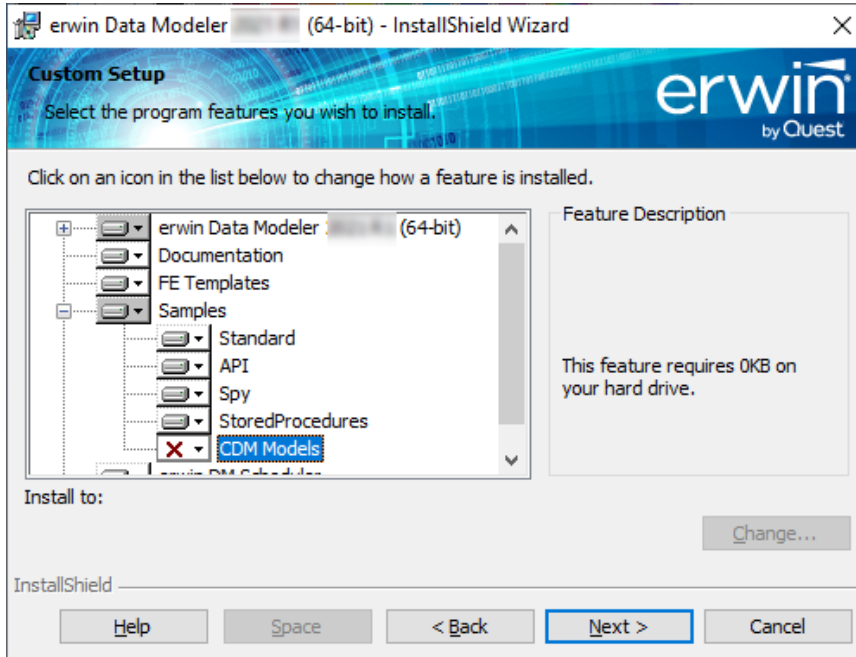 erwin Data Modeler (64-bit) - InstallShield Wizard
Custom Setup
Select the program features you wish to install.
erwin
by Quest
Click on an icon in the list below to change how a feature is installed.
erwin Data Modeler (64-bit)
Documentation
FE Templates
Samples
Standard
API
Spy
StoredProcedures
CDM Models
erwin DM Scheduler
Feature Description
This feature requires 0KB on
your hard drive.
Install to:
Change...
InstallShield
Help
Space
< Back
Next >
Cancel